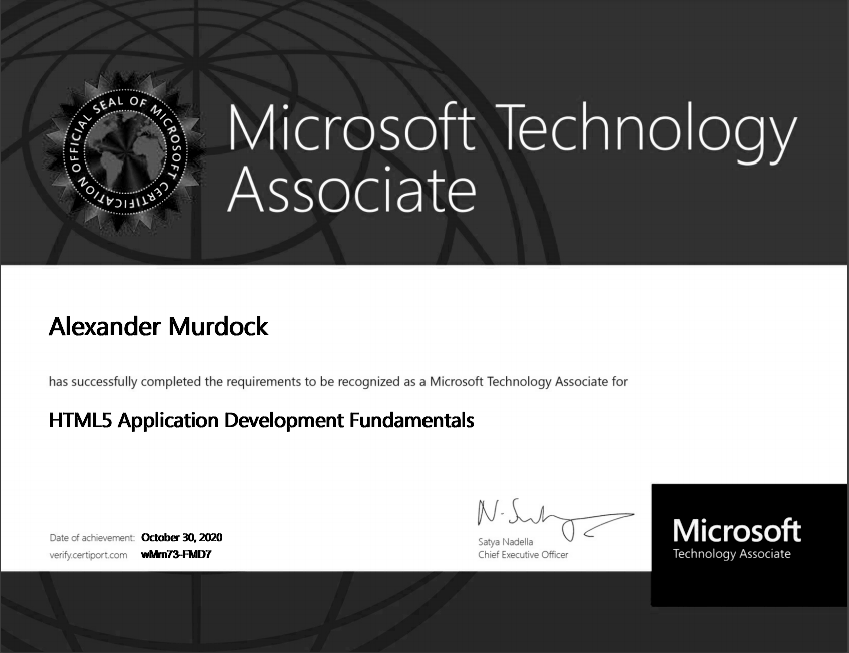 OFFICIAL SEAL OF MICROSOFT CERTIFICATION
Microsoft Technology
Associate
Alexander Murdock
has successfully completed the requirements to be recognized as a Microsoft Technology Associate for
HTML5 Application Development Fundamentals
Date of achievement: October 30, 2020
verify.certiport.com wMrn73-FMD7
Satya Nadella
Chief Executive Officer
Microsoft
Technology Associate